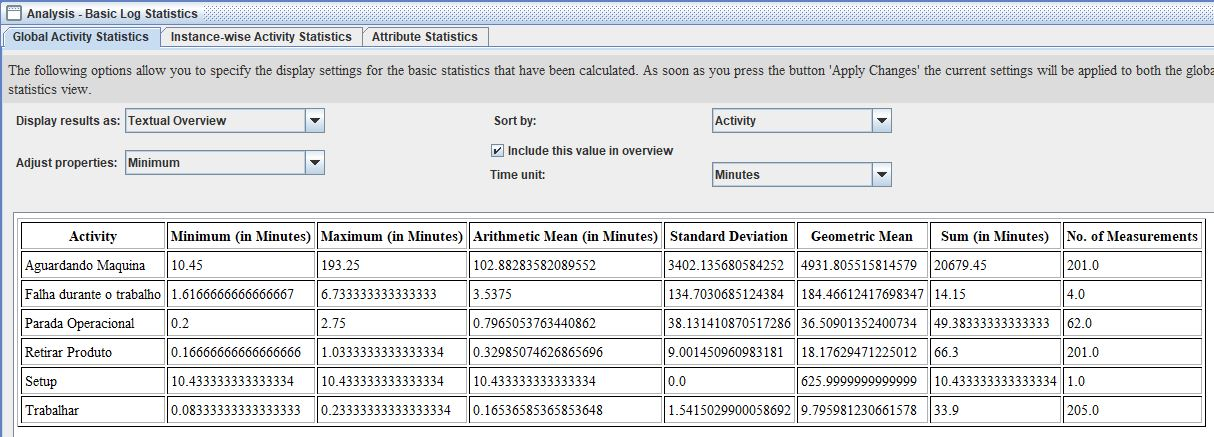 Analysis - Basic Log Statistics
Global Activity Statistics Instance-wise Activity Statistics Attribute Statistics
The following options allow you to specify the display settings for the basic statistics that have been calculated. As soon as you press the button 'Apply Changes' the current settings will be applied to both the globa
statistics view.
Display results as: Textual Overview Sort by: Activity
Adjust properties: Minimum Include this value in overview
Time unit: Minutes
Activity Minimum (in Minutes) Maximum (in Minutes) Arithmetic Mean (in Minutes) Standard Deviation Geometric Mean Sum (in Minutes) No. of Measurements
Aguardando Maquina 10.45 193.25 102.88283582089552 3402.135680584252 4931.805515814579 20679.45 201.0
Falha durante o trabalho 1.6166666666666667 6.733333333333333 3.5375 134.7030685124384 184.46612417698347 14.15 4.0
Parada Operacional 0.2 2.75 0.7965053763440862 38.131410870517286 36.50901352400734 49.38333333333333 62.0
Retirar Produto 0.16666666666666666 1.0333333333333334 0.32985074626865696 9.001450960983181 18.17629471225012 66.3 201.0
Setup 10.433333333333334 10.433333333333334 10.433333333333334 0.0 625.9999999999999 10.433333333333334 1.0
Trabalhar 0.08333333333333333 0.23333333333333334 0.16536585365853648 1.5415029900058692 9.795981230661578 33.9 205.0